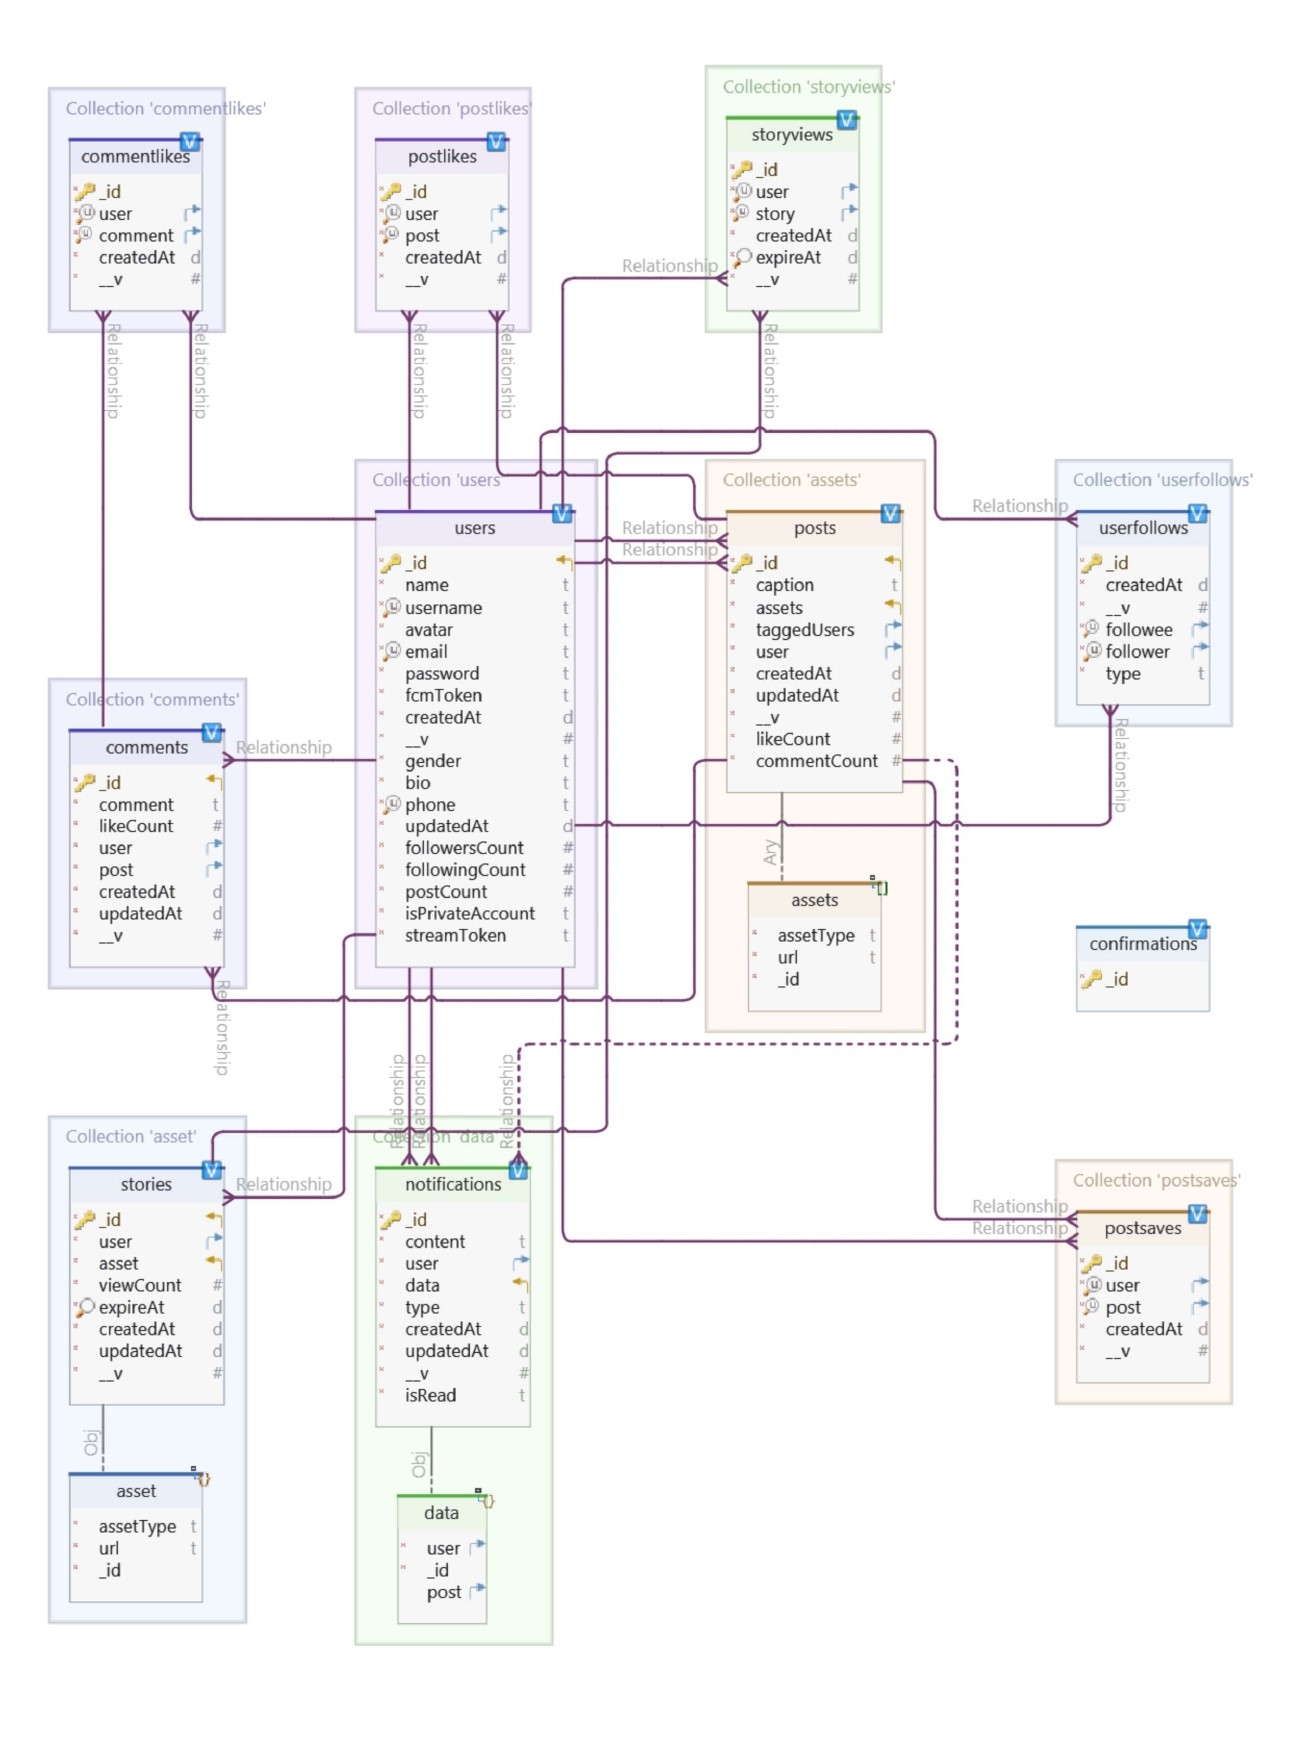 Collection 'commentlikes'
commentlikes
_id
user
comment
createdAt d
__v #
Collection 'postlikes'
postlikes
_id
user
post
createdAt d
__v #
Collection 'storyviews'
storyviews
_id
user
story
createdAt d
expireAt d
__v #
Relationship
Relationship
Relationship
Relationship
Relationship
Relationship
Collection 'users
users
_id
name t
username t
avatar t
email t
password t
fcmToken t
createdAt d
__v #
gender t
bio t
phone t
updatedAt d
followersCount #
followingCount #
postCount #
isPrivateAccount t
streamToken t
Relationship
Relationship
Collection 'assets'
posts
_id
caption t
assets
taggedUsers
user
createdAt d
updatedAt d
__v #
likeCount #
commentCount #
Ary
assets
assetType t
url t
_id
Relationship
Collection 'userfollows'
userfollows
_id
createdAt d
__v #
followee
follower
type t
Relationship
Collection 'comments'
comments
_id
comment t
likeCount #
user
post
createdAt d
updatedAt d
__v #
Relationship
Relationship
confirmations
_id
Relationship
Relationship
Relationship
Collection 'asset'
stories
_id
user
asset
viewCount #
expireAt d
createdAt d
updatedAt d
__v #
Relationship
Obj
asset
assetType t
url t
_id
Collection 'data'
notifications
_id
content t
user
data
type t
createdAt d
updatedAt d
__v #
isRead t
Obj
data
user
_id
post
Collection 'postsaves'
Relationship
Relationship
postsaves
_id
user
post
createdAt d
__v #